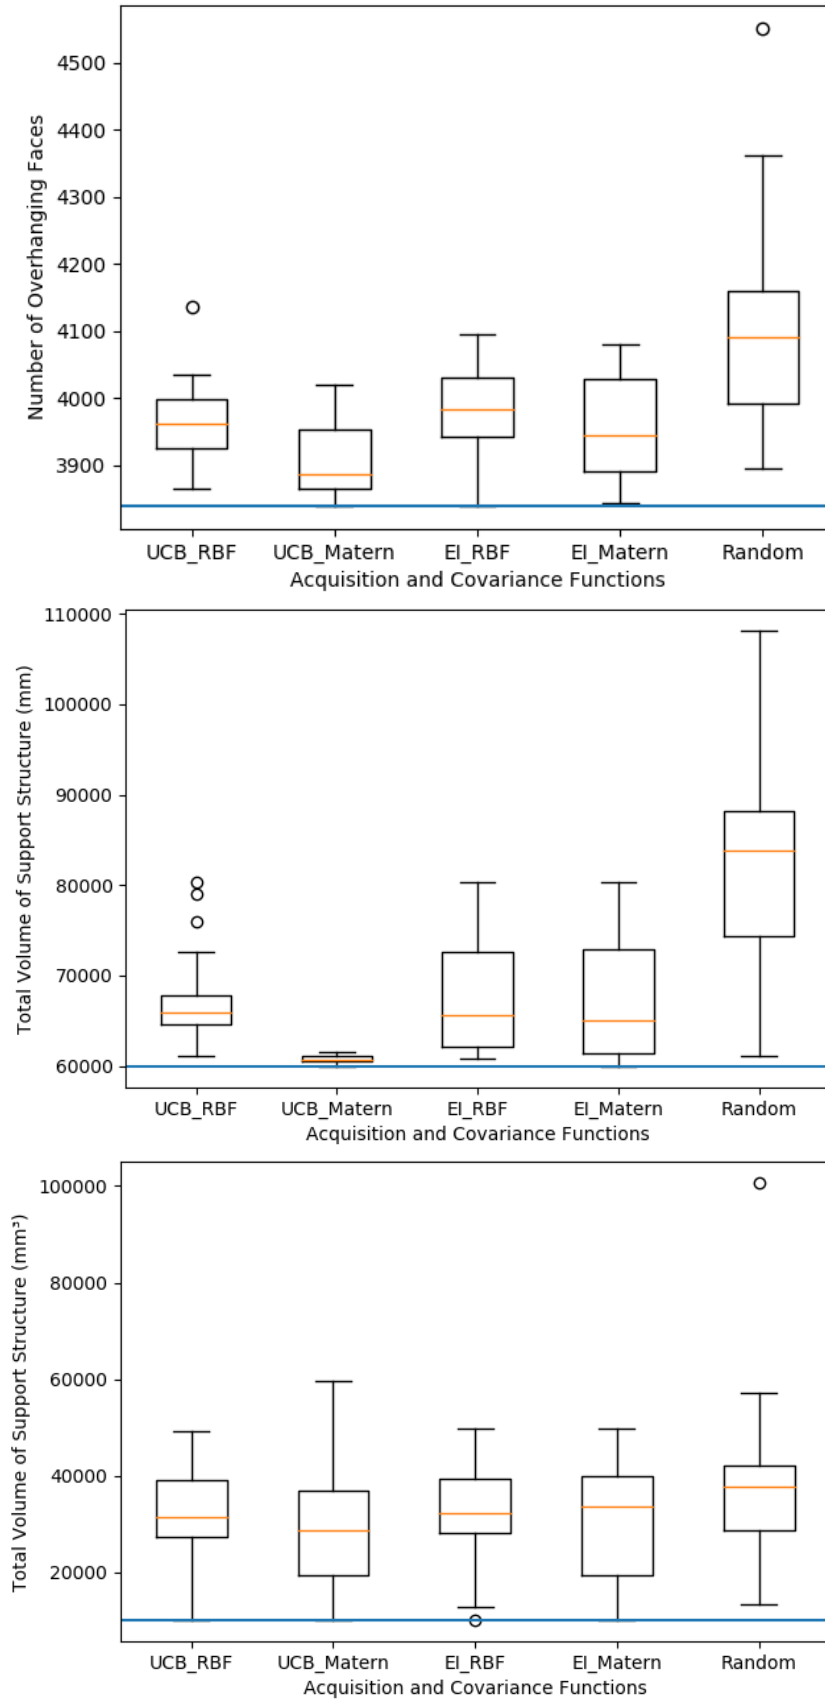 Number of Overhanging Faces
4500
4400
4300
4200
4100
4000
3900
UCB_RBF UCB_Matern EI_RBF EI_Matern Random
Acquisition and Covariance Functions
Total Volume of Support Structure (mm)
110000
100000
90000
80000
70000
60000
UCB_RBF UCB_Matern EI_RBF EI_Matern Random
Acquisition and Covariance Functions
Total Volume of Support Structure (mm³)
100000
80000
60000
40000
20000
UCB_RBF UCB_Matern EI_RBF EI_Matern Random
Acquisition and Covariance Functions